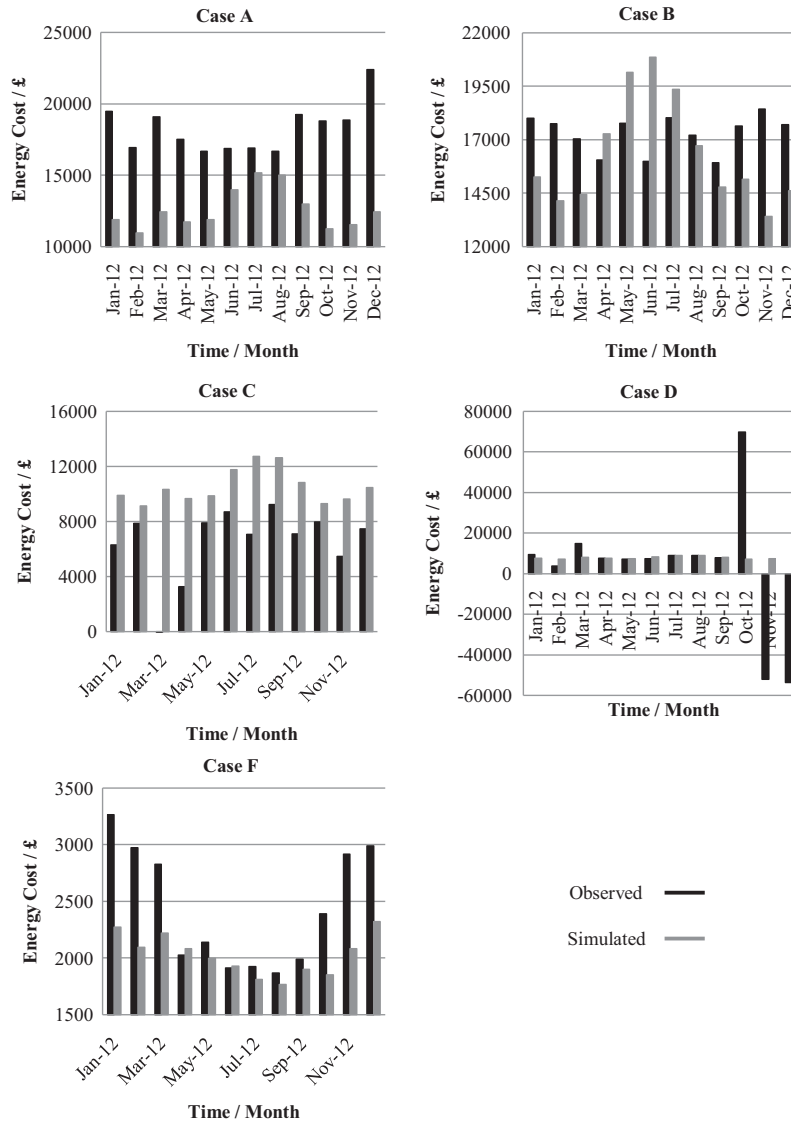 Case A
Energy Cost / £
25000
20000
15000
10000
Jan-12
Feb-12
Mar-12
Apr-12
May-12
Jun-12
Jul-12
Aug-12
Sep-12
Oct-12
Nov-12
Dec-12
Time / Month
Case B
Energy Cost / £
22000
19500
17000
14500
12000
Jan-12
Feb-12
Mar-12
Apr-12
May-12
Jun-12
Jul-12
Aug-12
Sep-12
Oct-12
Nov-12
Time / Month
Case C
Energy Cost / £
16000
12000
8000
4000
0
Jan-12
Mar-12
May-12
Jul-12
Sep-12
Nov-12
Time / Month
Case D
Energy Cost / £
80000
60000
40000
20000
0
-20000
-40000
-60000
Jan-12
Feb-12
Mar-12
Apr-12
May-12
Jun-12
Jul-12
Aug-12
Sep-12
Oct-12
Nov-12
Time / Month
Case F
Energy Cost / £
3500
3000
2500
2000
1500
Jan-12
Mar-12
May-12
Jul-12
Sep-12
Nov-12
Time / Month
Observed
Simulated